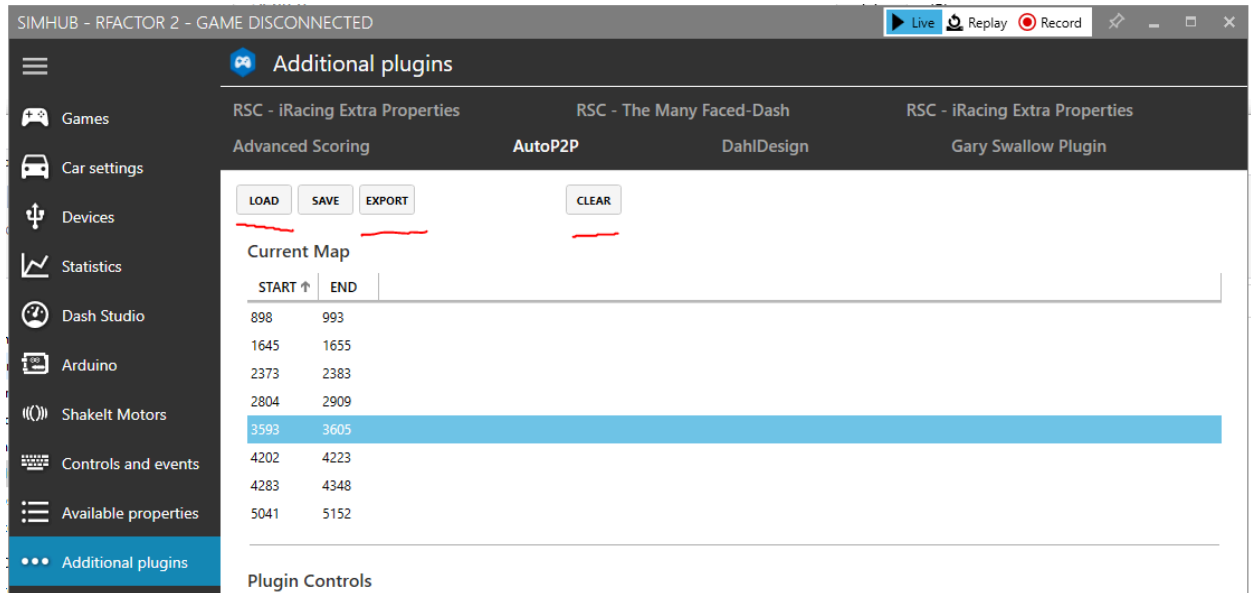 SIMHUB - RFACTOR 2 - GAME DISCONNECTED Live Replay Record
Additional plugins
RSC - iRacing Extra Properties RSC - The Many Faced-Dash RSC - iRacing Extra Properties
Advanced Scoring AutoP2P DahlDesign Gary Swallow Plugin
Games
Car settings
Devices
Statistics
Dash Studio
Arduino
ShakeIt Motors
Controls and events
Available properties
Additional plugins
LOAD SAVE EXPORT CLEAR
Current Map
START END
898 993
1645 1655
2373 2383
2804 2909
3593 3605
4202 4223
4283 4348
5041 5152
Plugin Controls